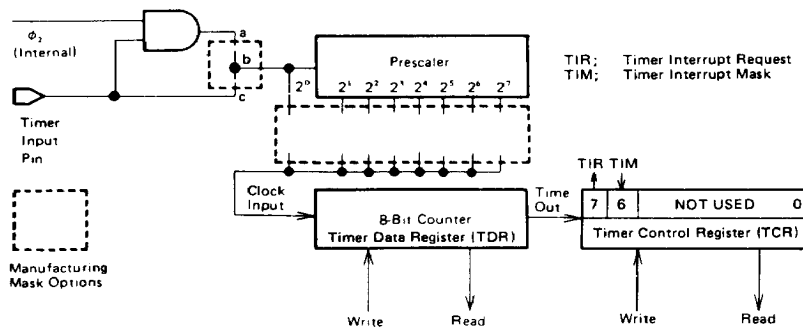 φ₂
(Internal)
a
b
c
Timer
Input
Pin
Prescaler
2⁰ 2¹ 2² 2³ 2⁴ 2⁵ 2⁶ 2⁷
TIR; Timer Interrupt Request
TIM; Timer Interrupt Mask
Manufacturing
Mask Options
Clock
Input
8-Bit Counter
Timer Data Register (TDR)
Time
Out
TIR TIM
7 6 NOT USED 0
Timer Control Register (TCR)
Write
Read
Write
Read